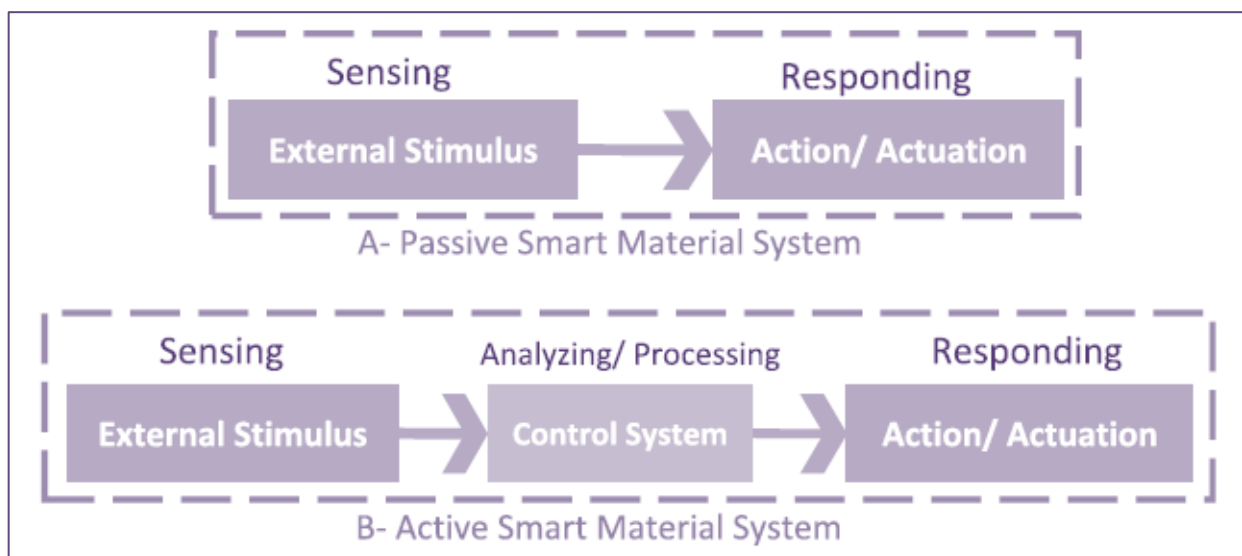 Sensing Responding
External Stimulus Action/ Actuation
A- Passive Smart Material System
Sensing Analyzing/ Processing Responding
External Stimulus Control System Action/ Actuation
B- Active Smart Material System